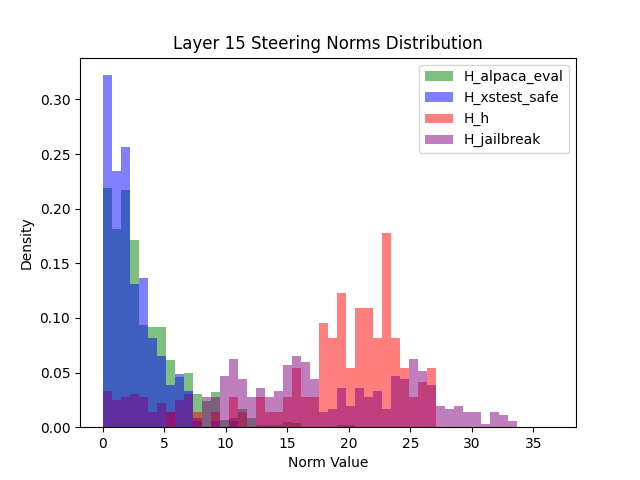 Layer 15 Steering Norms Distribution
H_alpaca_eval
H_xstest_safe
H_h
H_jailbreak
Density
0.30
0.25
0.20
0.15
0.10
0.05
0.00
0 5 10 15 20 25 30 35
Norm Value